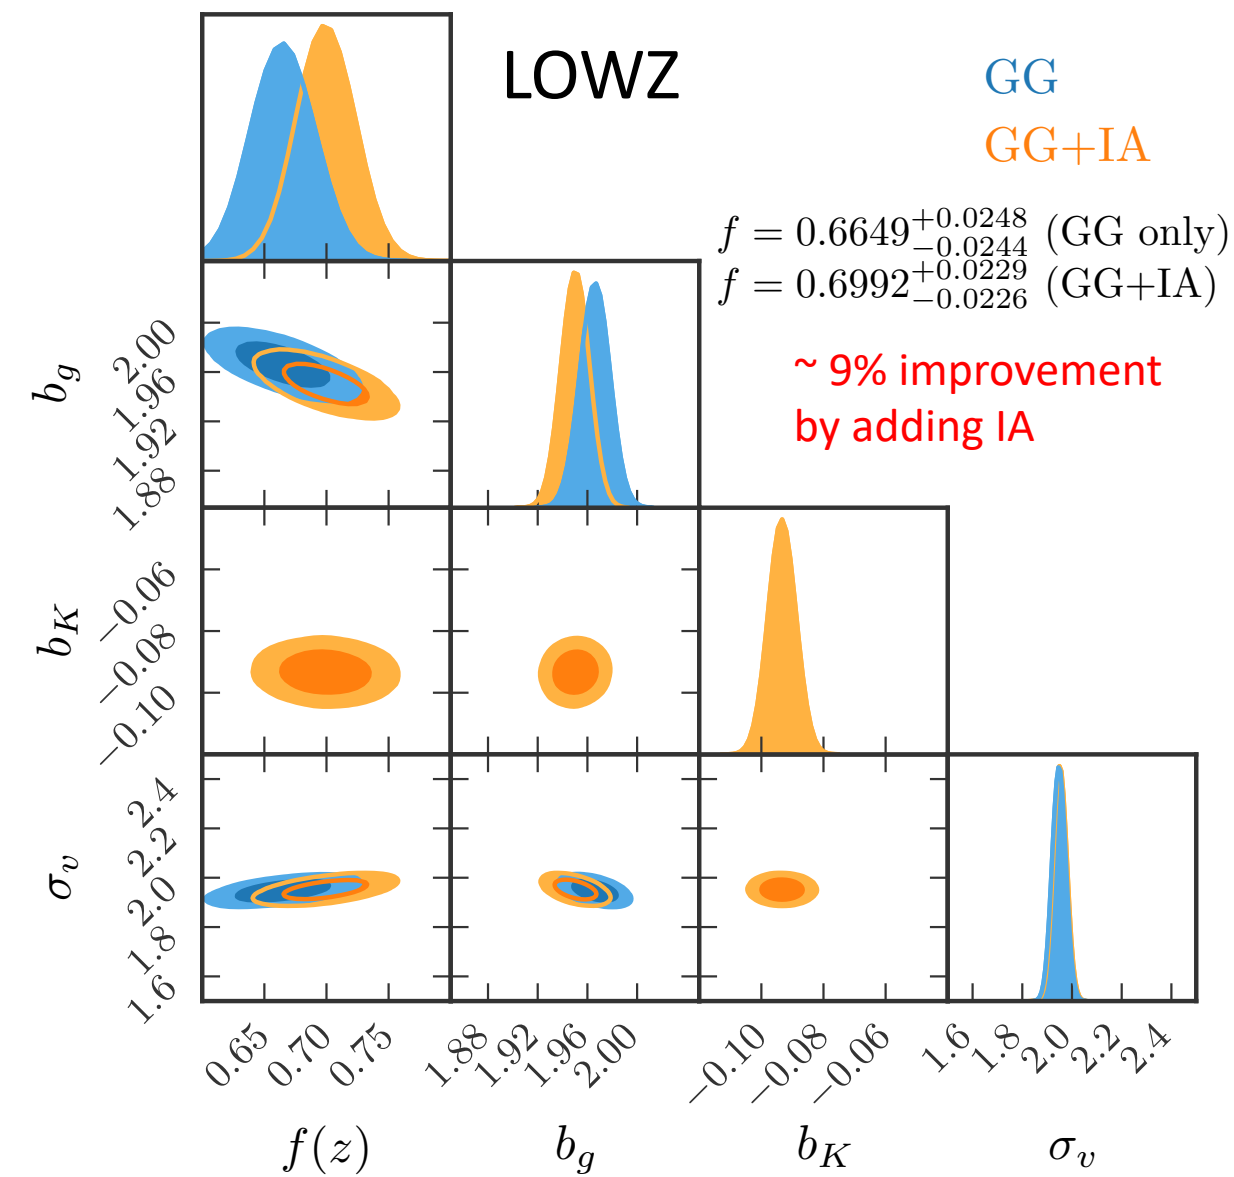 LOWZ
GG
GG+IA
f = 0.6649^{+0.0248}_{-0.0244} (GG only)
f = 0.6992^{+0.0229}_{-0.0226} (GG+IA)
~ 9% improvement
by adding IA
b_g
2.00
1.96
1.92
1.88
b_K
−0.06
−0.08
−0.10
σ_v
2.4
2.2
2.0
1.8
1.6
0.65 0.70 0.75 1.88 1.92 1.96 2.00 −0.10 −0.08 −0.06 1.6 1.8 2.0 2.2 2.4
f(z) b_g b_K σ_v